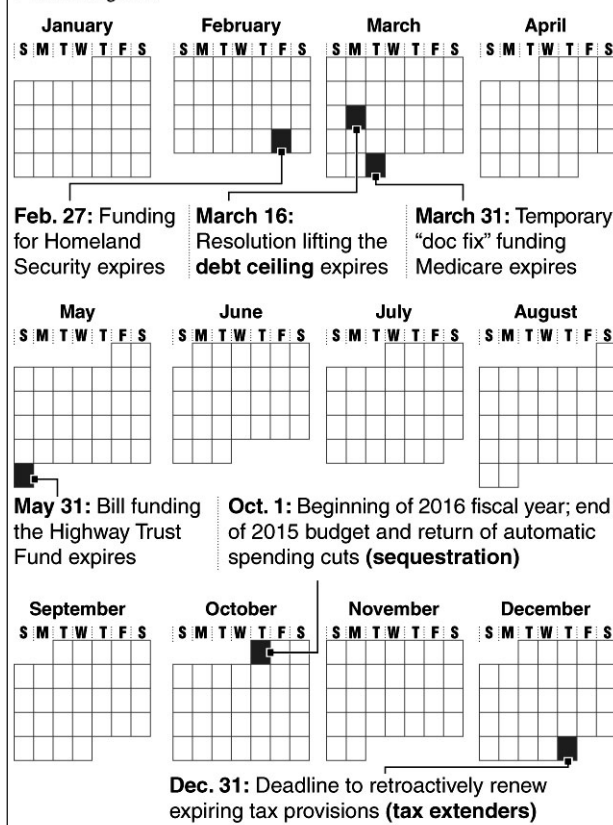 January February March April
S M T W T F S S M T W T F S S M T W T F S S M T W T F S
Feb. 27: Funding
for Homeland
Security expires
March 16:
Resolution lifting the
debt ceiling expires
March 31: Temporary
“doc fix” funding
Medicare expires
May June July August
S M T W T F S S M T W T F S S M T W T F S S M T W T F S
May 31: Bill funding
the Highway Trust
Fund expires
Oct. 1: Beginning of 2016 fiscal year; end
of 2015 budget and return of automatic
spending cuts (sequestration)
September October November December
S M T W T F S S M T W T F S S M T W T F S S M T W T F S
Dec. 31: Deadline to retroactively renew
expiring tax provisions (tax extenders)